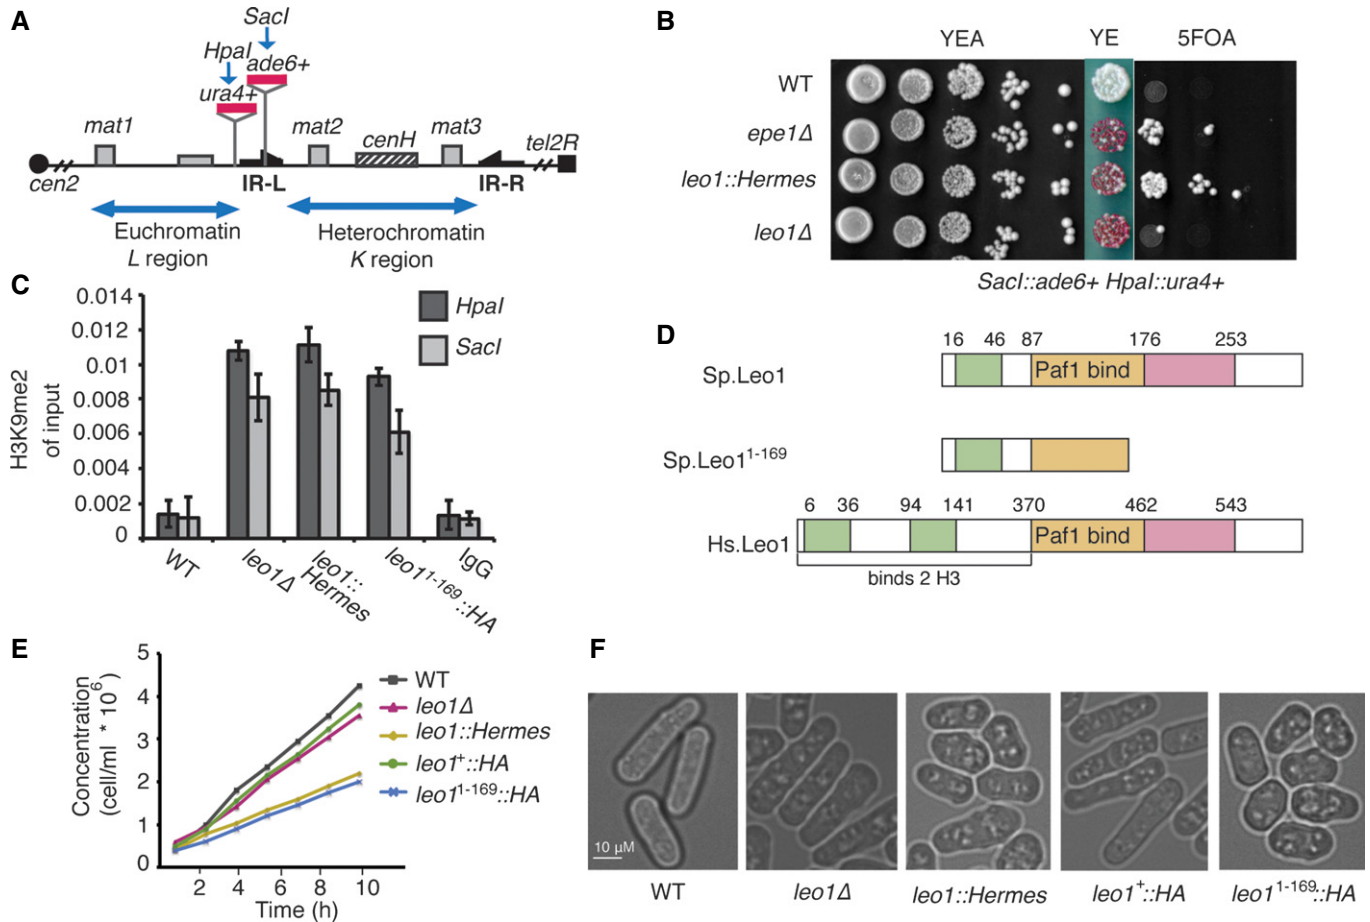 A
SacI
HpaI
ade6+
ura4+
mat1
mat2
cenH
mat3
tel2R
cen2
IR-L
IR-R
Euchromatin
L region
Heterochromatin
K region
B
YEA
YE
5FOA
WT
epe1Δ
leo1::Hermes
leo1Δ
SacI::ade6+ HpaI::ura4+
C
H3K9me2
of input
0.014
0.012
0.01
0.008
0.006
0.004
0.002
0
HpaI
SacI
WT
leo1Δ
leo1::
Hermes
leo1¹⁻¹⁶⁹::HA
IgG
D
16 46 87 176 253
Sp.Leo1
Paf1 bind
Sp.Leo1¹⁻¹⁶⁹
6 36 94 141 370 462 543
Hs.Leo1
Paf1 bind
binds 2 H3
E
Concentration
(cell/ml * 10⁶)
5
4
3
2
1
0
2 4 6 8 10
Time (h)
WT
leo1Δ
leo1::Hermes
leo1⁺::HA
leo1¹⁻¹⁶⁹::HA
F
10 µM
WT
leo1Δ
leo1::Hermes
leo1⁺::HA
leo1¹⁻¹⁶⁹::HA